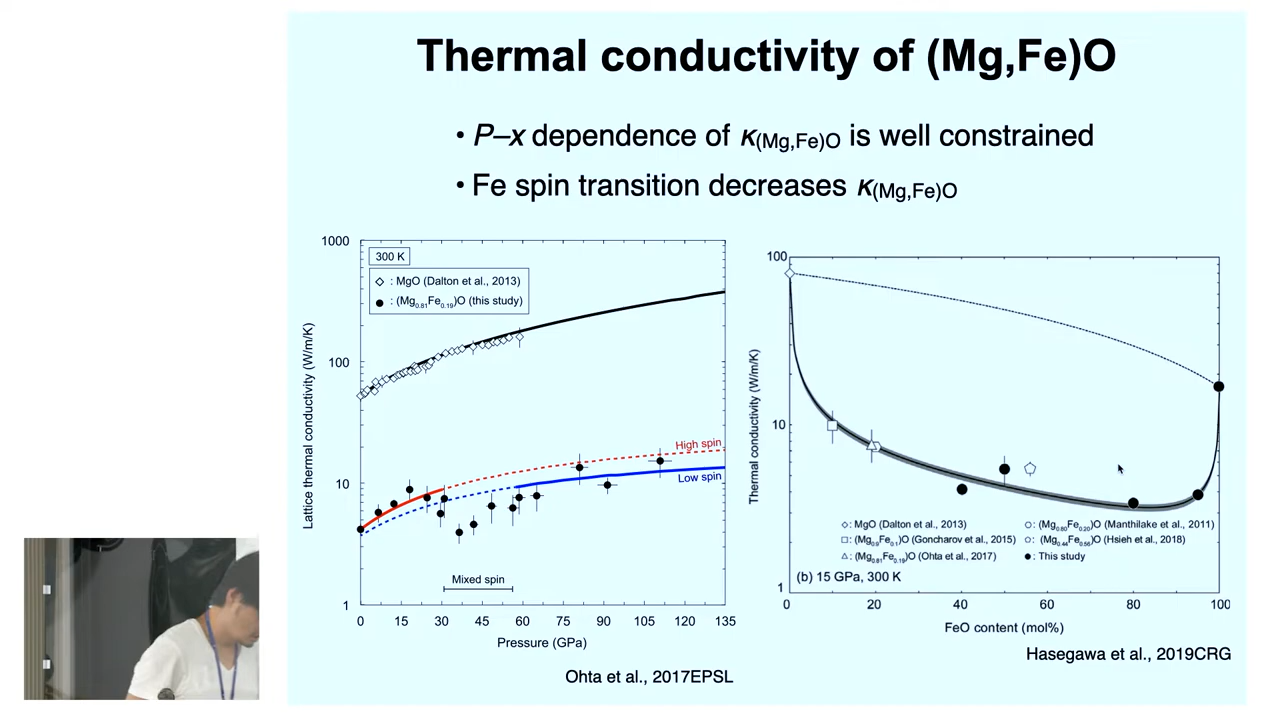 Thermal conductivity of (Mg,Fe)O
• P–x dependence of κ(Mg,Fe)O is well constrained
• Fe spin transition decreases κ(Mg,Fe)O
1000
100
10
1
Lattice thermal conductivity (W/m/K)
300 K
◇ : MgO (Dalton et al., 2013)
● : (Mg0.81Fe0.19)O (this study)
High spin
Low spin
Mixed spin
0 15 30 45 60 75 90 105 120 135
Pressure (GPa)
Ohta et al., 2017EPSL
100
10
1
Thermal conductivity (W/m/K)
◇: MgO (Dalton et al., 2013)
□: (Mg0.9Fe0.1)O (Goncharov et al., 2015)
△: (Mg0.81Fe0.19)O (Ohta et al., 2017)
○: (Mg0.80Fe0.20)O (Manthilake et al., 2011)
⬠: (Mg0.44Fe0.56)O (Hsieh et al., 2018)
●: This study
(b) 15 GPa, 300 K
0 20 40 60 80 100
FeO content (mol%)
Hasegawa et al., 2019CRG